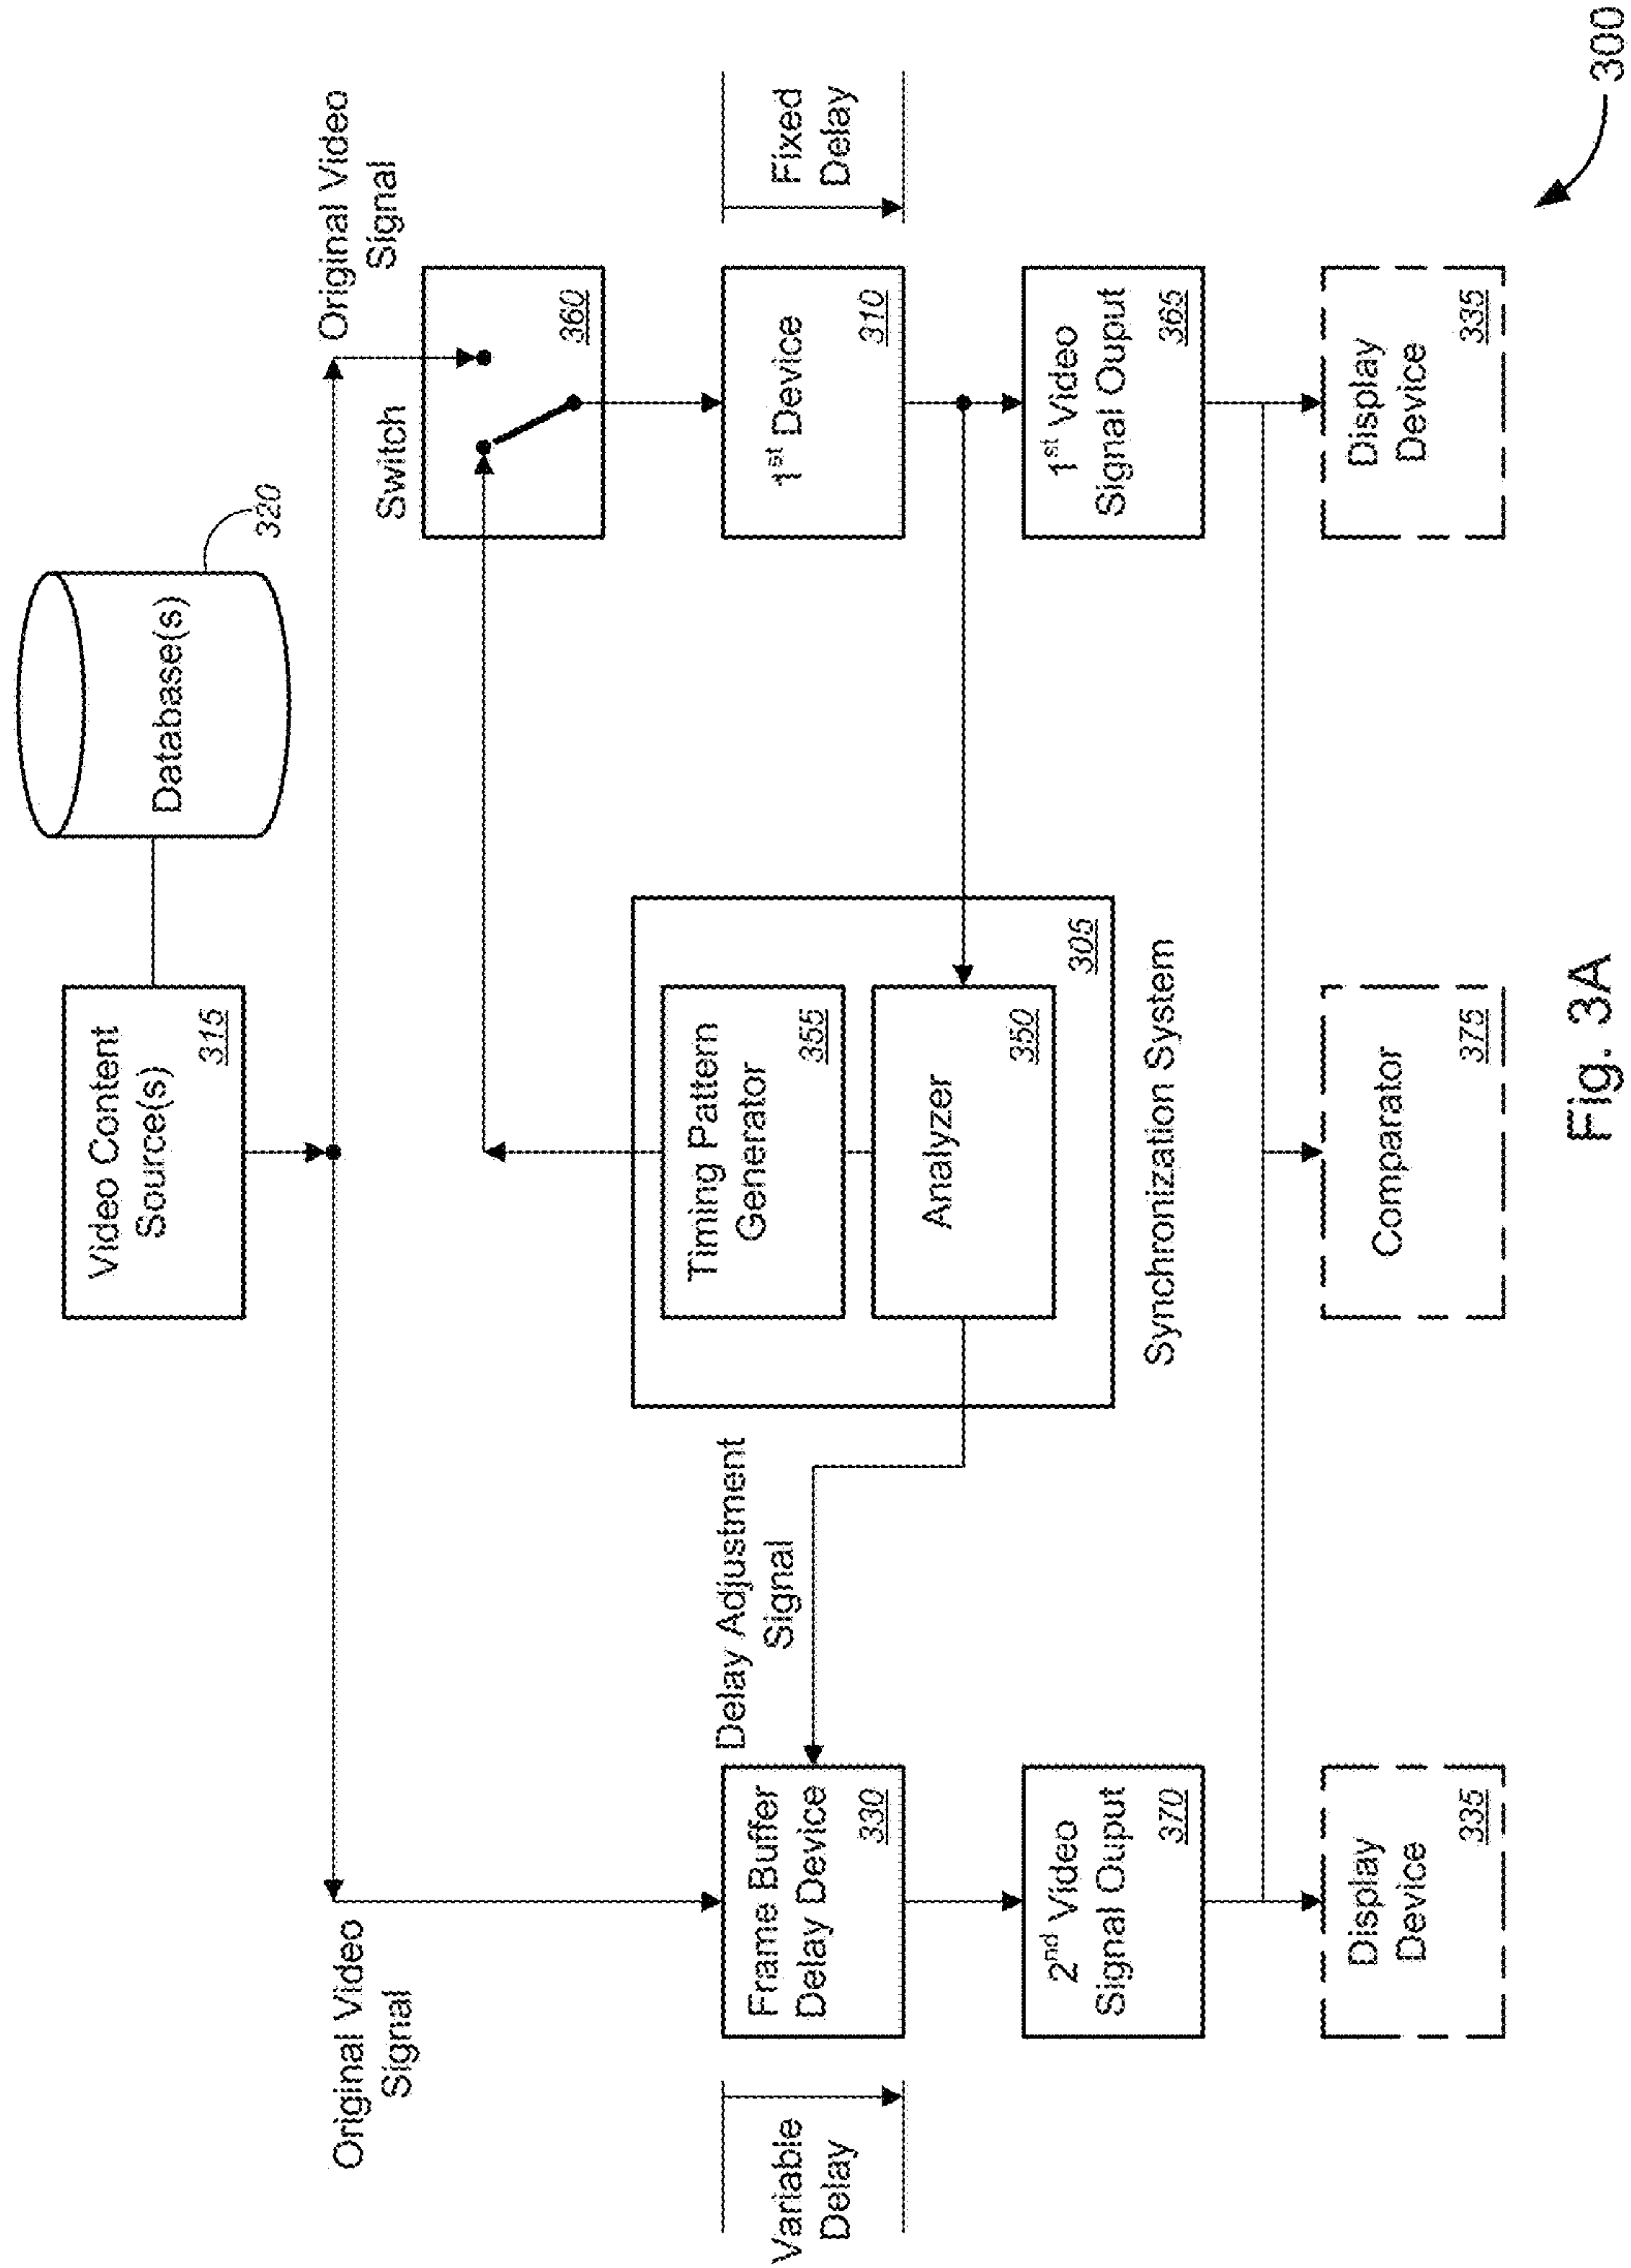 Database(s)
320
Video Content
Source(s)
315
Original Video
Signal
Original Video
Signal
Switch
360
Timing Pattern
Generator
355
Analyzer
350
305
Synchronization System
Delay Adjustment
Signal
Variable
Delay
Frame Buffer
Delay Device
330
1st Device
310
Fixed
Delay
2nd Video
Signal Ouput
370
1st Video
Signal Ouput
365
Display
Device
335
Comparator
375
Display
Device
335
300
Fig. 3A